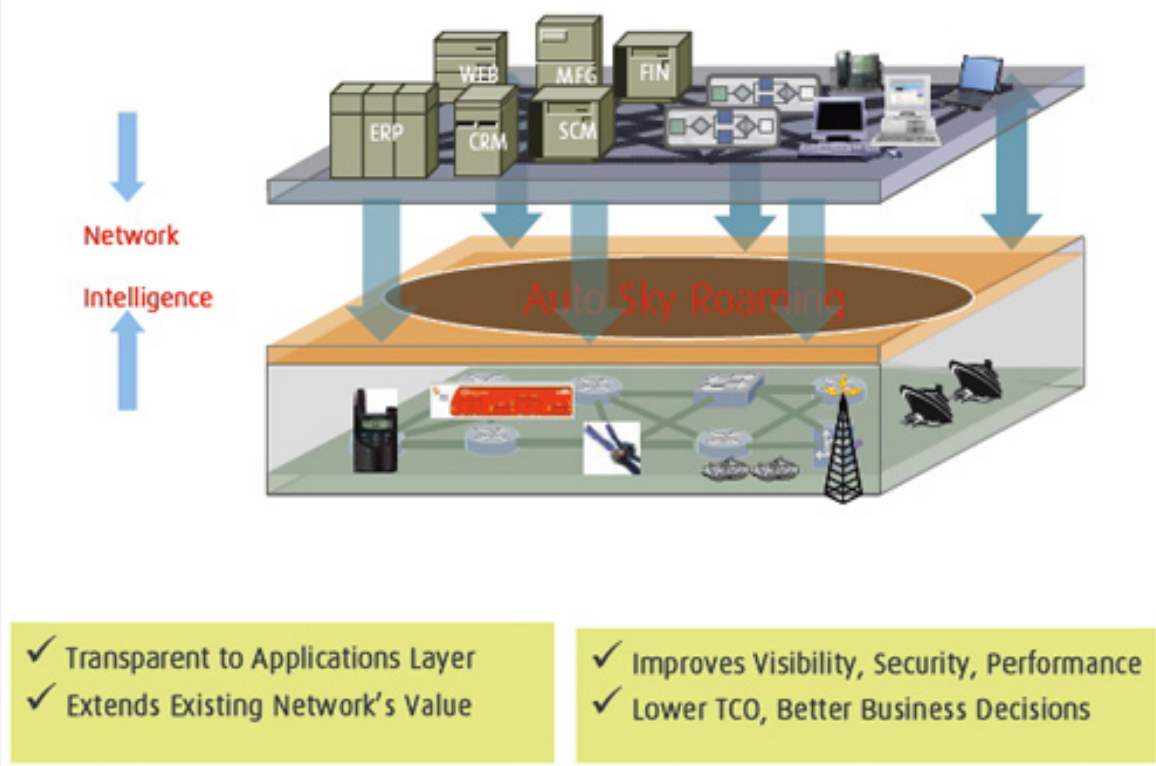 WEB MFG FIN
ERP CRM SCM
Network
Intelligence
Auto Sky Roaming
✓ Transparent to Applications Layer
✓ Extends Existing Network's Value
✓ Improves Visibility, Security, Performance
✓ Lower TCO, Better Business Decisions